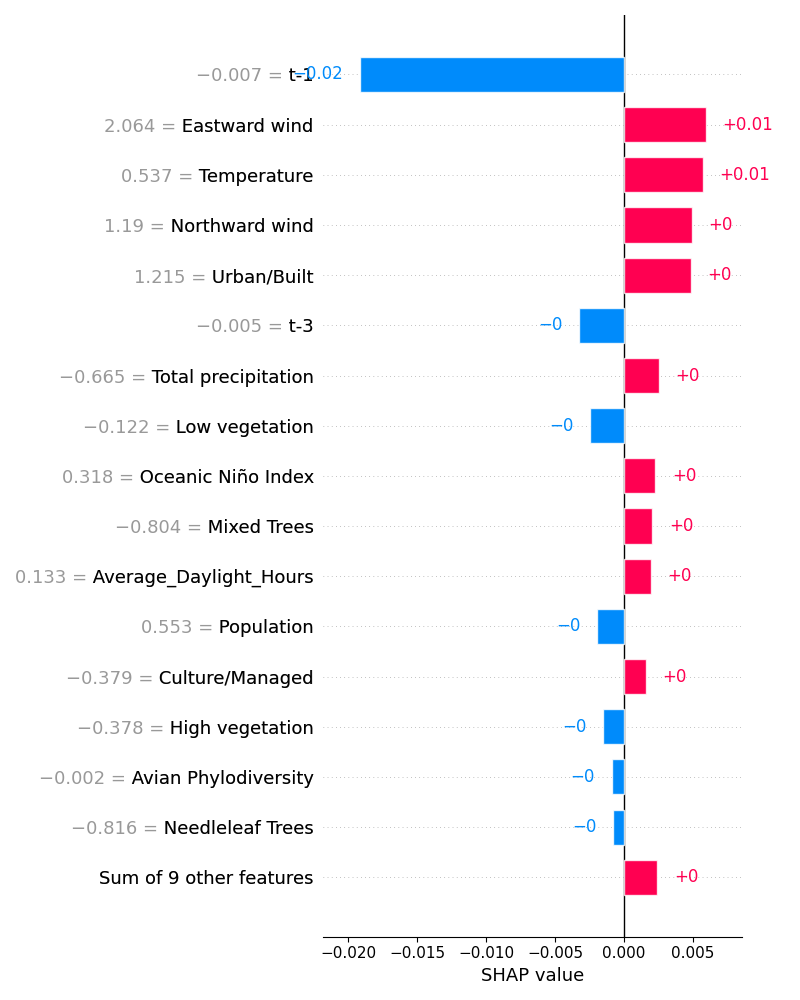 −0.007 = t-1 −0.02
2.064 = Eastward wind +0.01
0.537 = Temperature +0.01
1.19 = Northward wind +0
1.215 = Urban/Built +0
−0.005 = t-3 −0
−0.665 = Total precipitation +0
−0.122 = Low vegetation −0
0.318 = Oceanic Niño Index +0
−0.804 = Mixed Trees +0
0.133 = Average_Daylight_Hours +0
0.553 = Population −0
−0.379 = Culture/Managed +0
−0.378 = High vegetation −0
−0.002 = Avian Phylodiversity −0
−0.816 = Needleleaf Trees −0
Sum of 9 other features +0
−0.020 −0.015 −0.010 −0.005 0.000 0.005
SHAP value